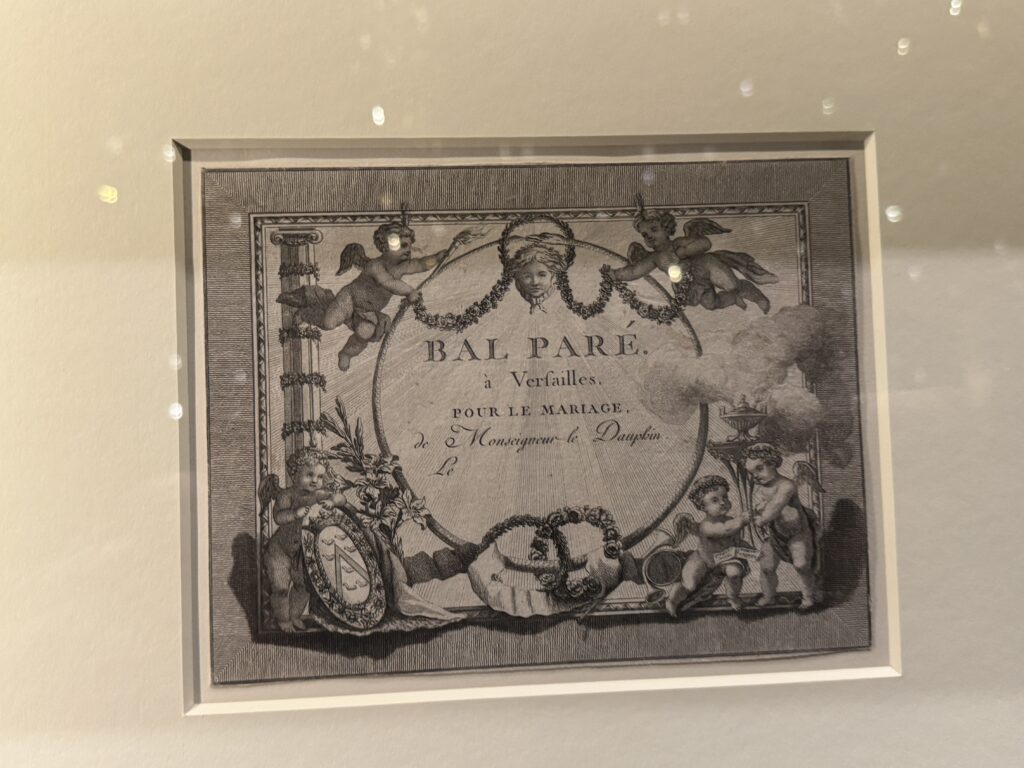 BAL PARÉ.
à Verſailles,
POUR LE MARIAGE,
de Monseigneur le Dauphin
Le